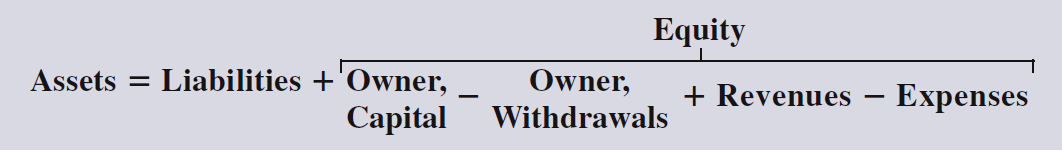 Equity
Assets = Liabilities + Owner, Capital − Owner, Withdrawals + Revenues − Expenses